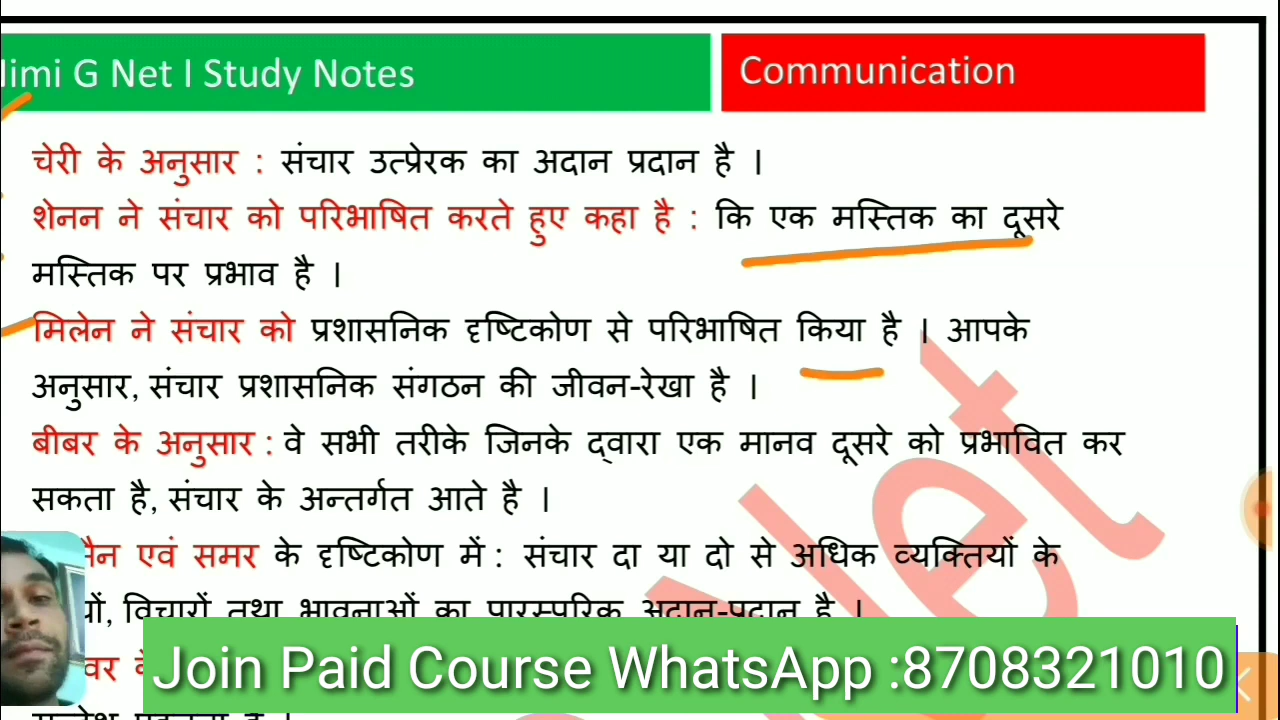 G Net I Study Notes
Communication
चेरी के अनुसार : संचार उत्प्रेरक का अदान प्रदान है ।
शेनन ने संचार को परिभाषित करते हुए कहा है : कि एक मस्तिक का दूसरे
मस्तिक पर प्रभाव है ।
मिलेन ने संचार को प्रशासनिक दृष्टिकोण से परिभाषित किया है । आपके
अनुसार, संचार प्रशासनिक संगठन की जीवन-रेखा है ।
बीबर के अनुसार : वे सभी तरीके जिनके द्वारा एक मानव दूसरे को प्रभावित कर
सकता है, संचार के अन्तर्गत आते है ।
एवं समर के दृष्टिकोण में : संचार दा या दो से अधिक व्यक्तियों के
विचारों तथा भावनाओं का पारस्परिक अदान-प्रदान है ।
Join Paid Course WhatsApp :8708321010
Net